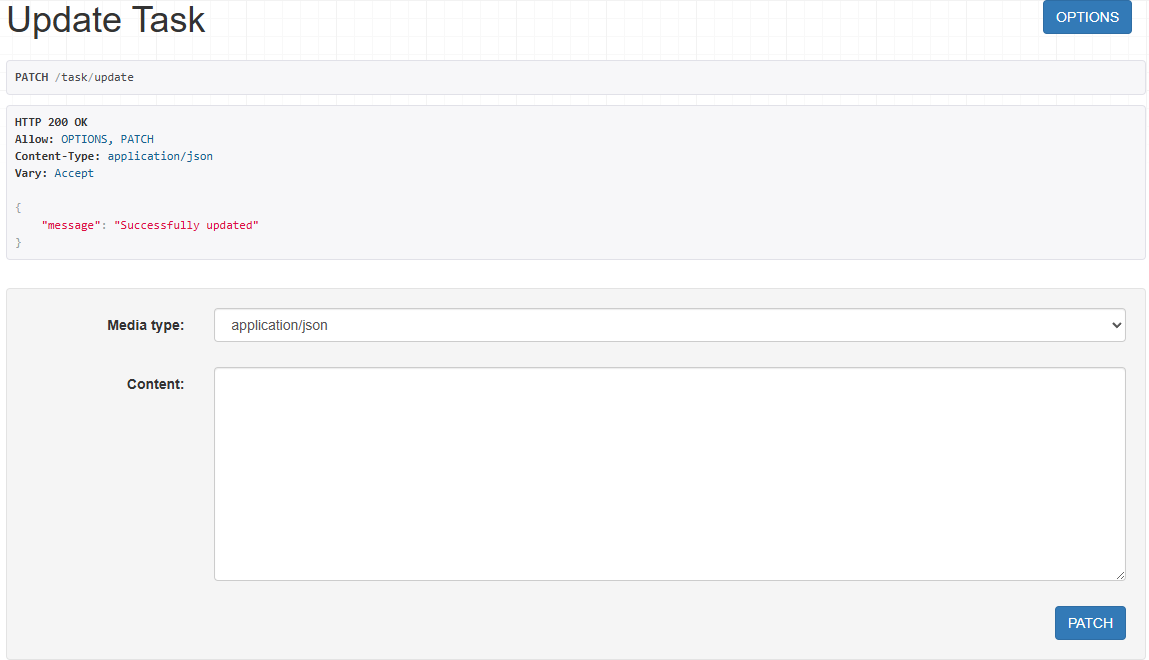 Update Task
OPTIONS
PATCH /task/update
HTTP 200 OK
Allow: OPTIONS, PATCH
Content-Type: application/json
Vary: Accept
{
"message": "Successfully updated"
}
Media type: application/json
Content:
PATCH